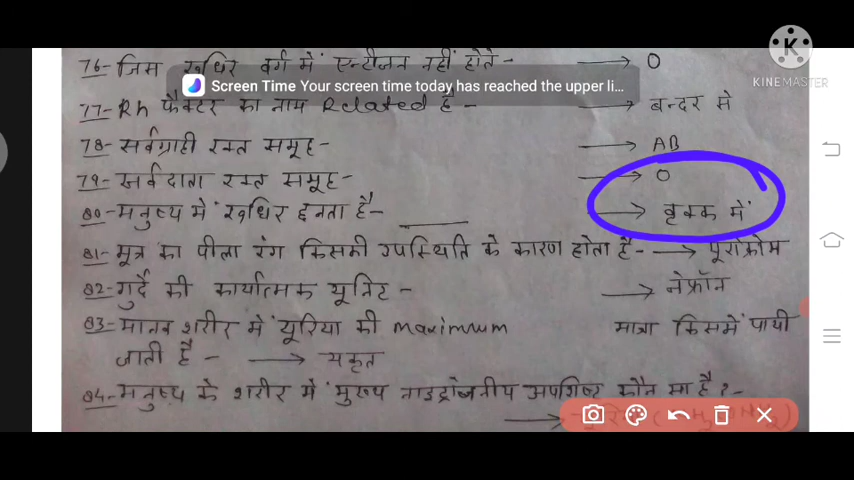 76- जिस रुधिर वर्ग में एन्टीजन नहीं होते- → O
Screen Time Your screen time today has reached the upper li...
KINEMASTER
77- Rh फैक्टर का नाम Related है- → बन्दर से
78- सर्वग्राही रक्त समूह- → AB
79- सर्वदाता रक्त समूह- → O
80- मनुष्य में रुधिर छनता है- → वृक्क में
81- मूत्र का पीला रंग किसकी उपस्थिति के कारण होता है- → यूरोक्रोम
82- गुर्दे की कार्यात्मक यूनिट- → नेफ्रॉन
83- मानव शरीर में यूरिया की maximum मात्रा किसमें पायी
जाती है- → यकृत
84- मनुष्य के शरीर में मुख्य नाइट्रोजनीय अपशिष्ट कौन सा है?-